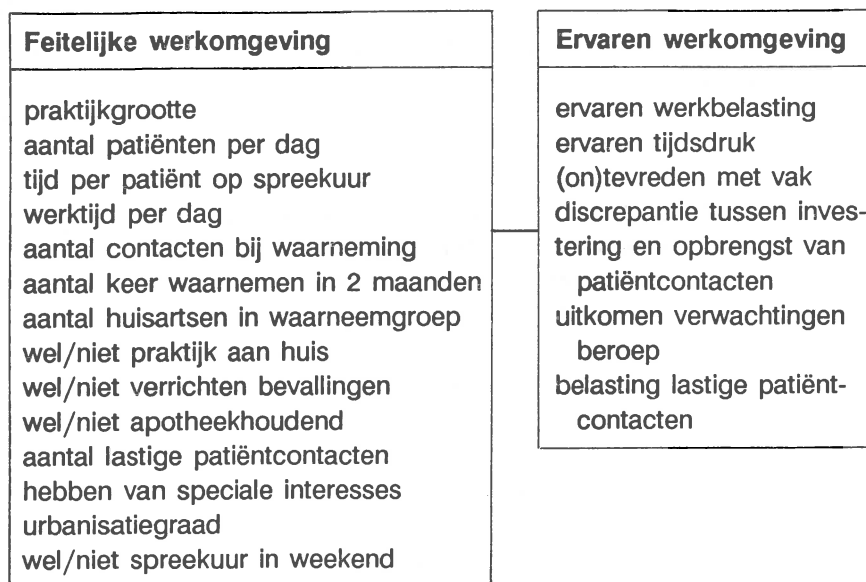 Feitelijke werkomgeving
praktijkgrootte
aantal patiënten per dag
tijd per patiënt op spreekuur
werktijd per dag
aantal contacten bij waarneming
aantal keer waarnemen in 2 maanden
aantal huisartsen in waarneemgroep
wel/niet praktijk aan huis
wel/niet verrichten bevallingen
wel/niet apotheekhoudend
aantal lastige patiëntcontacten
hebben van speciale interesses
urbanisatiegraad
wel/niet spreekuur in weekend
Ervaren werkomgeving
ervaren werkbelasting
ervaren tijdsdruk
(on)tevreden met vak
discrepantie tussen inves-
tering en opbrengst van
patiëntcontacten
uitkomen verwachtingen
beroep
belasting lastige patiënt-
contacten